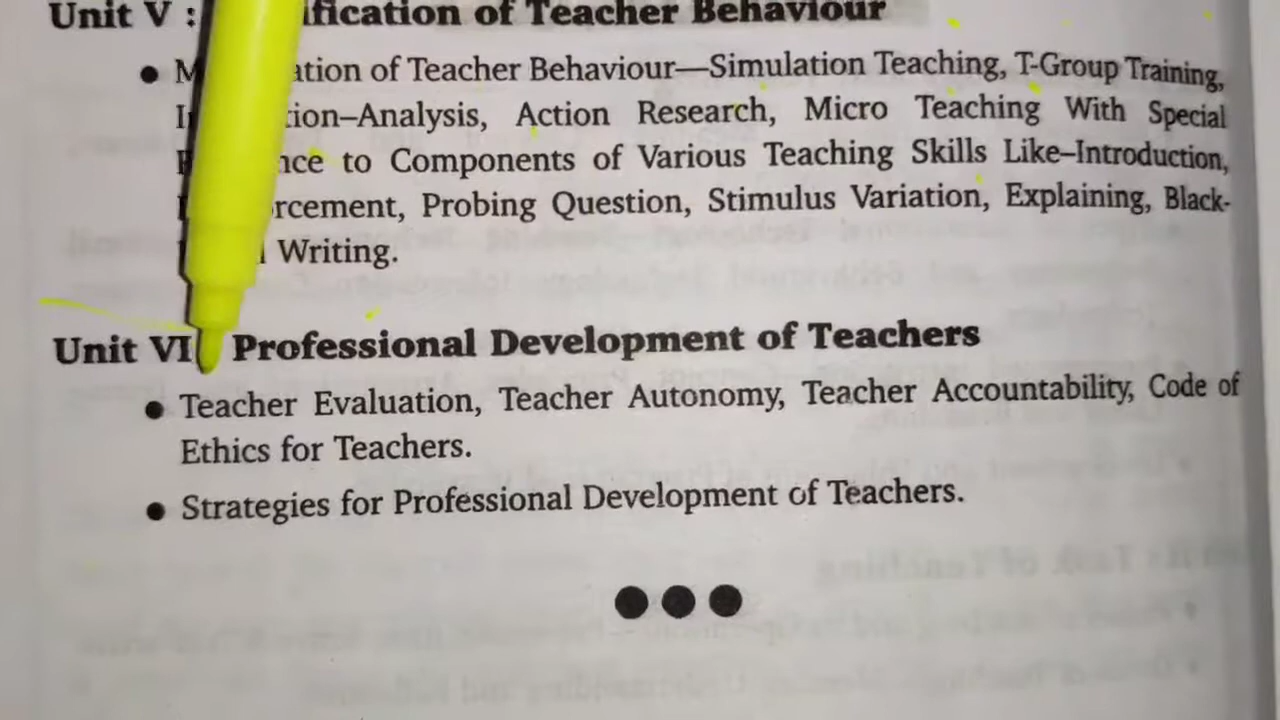 Unit V : ification of Teacher Behaviour
● M ation of Teacher Behaviour—Simulation Teaching, T-Group Training,
tion–Analysis, Action Research, Micro Teaching With Special
nce to Components of Various Teaching Skills Like–Introduction,
rcement, Probing Question, Stimulus Variation, Explaining, Black-
Writing.
Unit VI Professional Development of Teachers
● Teacher Evaluation, Teacher Autonomy, Teacher Accountability, Code of
Ethics for Teachers.
● Strategies for Professional Development of Teachers.